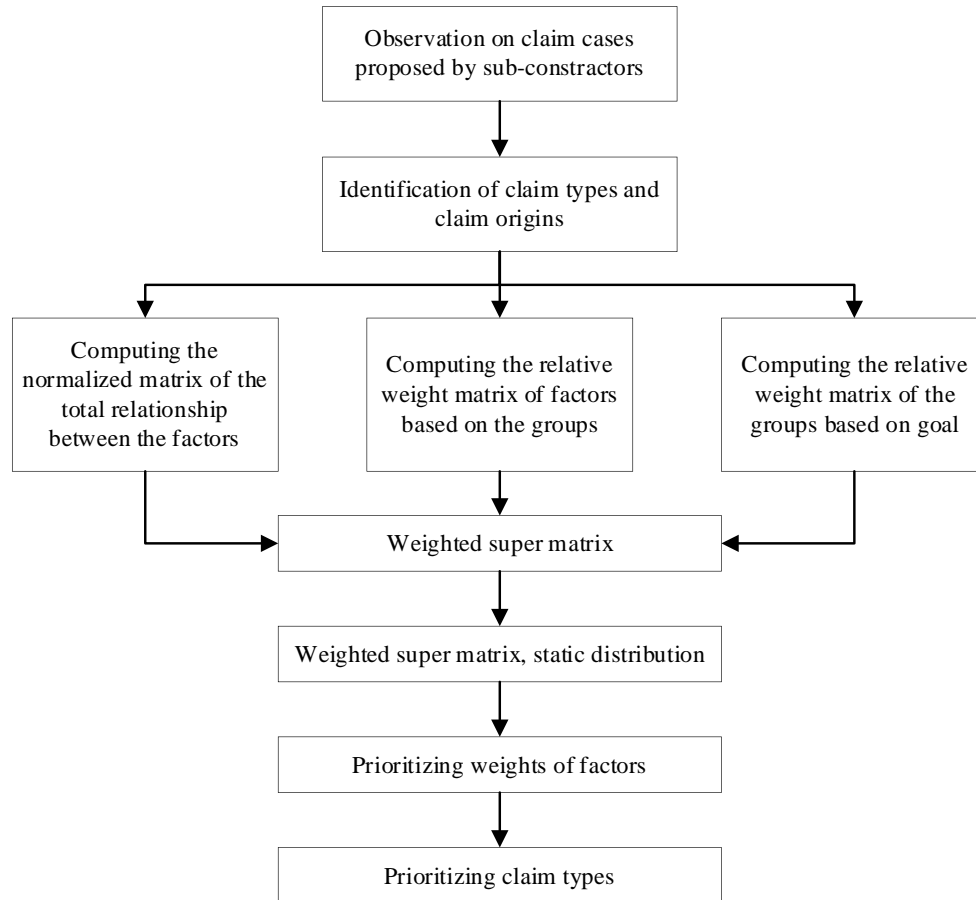 Observation on claim cases
proposed by sub-constractors
Identification of claim types and
claim origins
Computing the
normalized matrix of the
total relationship
between the factors
Computing the relative
weight matrix of factors
based on the groups
Computing the relative
weight matrix of the
groups based on goal
Weighted super matrix
Weighted super matrix, static distribution
Prioritizing weights of factors
Prioritizing claim types